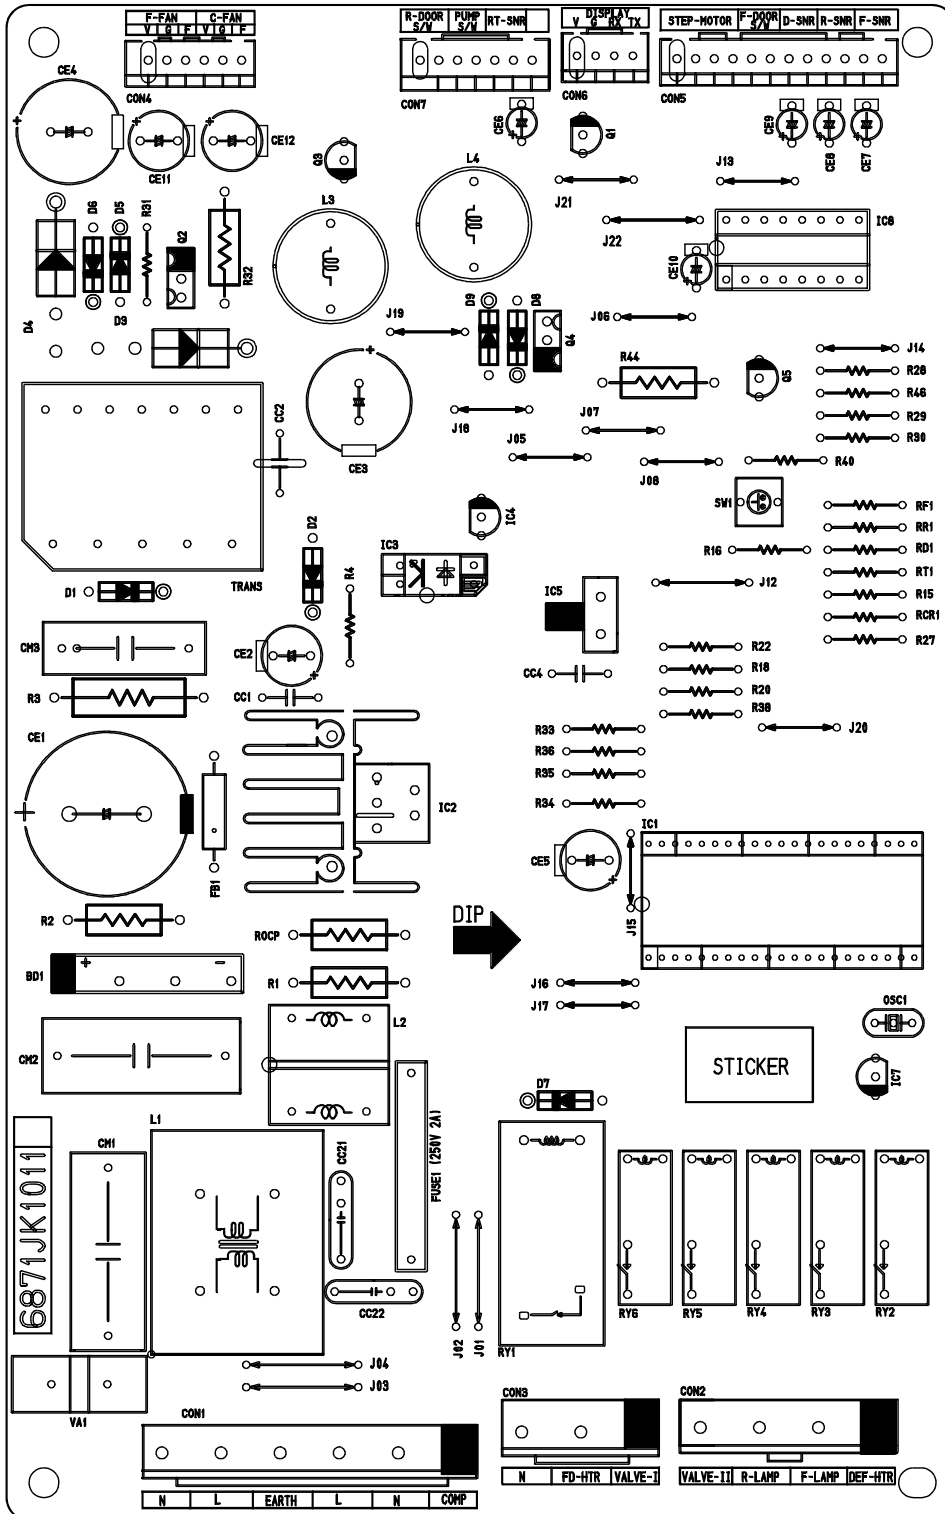 F-FAN C-FAN
V G F V G F
CON4
R-DOOR S/W PUMP S/W RT-SNR
CON7
DISPLAY
V G RX TX
CON6
STEP-MOTOR F-DOOR S/W D-SNR R-SNR F-SNR
CON5
CE4
CE11
CE12
Q3
CE6
Q1
CE9
CE8
CE7
L4
J13
J21
L3
D6
D5
R31
Q2
R32
J22
IC8
CE10
D4
D3
J19
D9
D8
Q4
J06
J14
R44
Q5
R28
R46
R29
R30
CC2
CE3
J18
J07
J05
J08
R40
SW1
IC4
D2
RF1
RR1
R16
RD1
IC3
RT1
R4
J12
TRANS
D1
R15
IC5
RCR1
R27
CM3
CE2
R22
R18
CC4
R20
R3
CC1
R38
J20
CE1
R33
R36
R35
R34
IC2
IC1
CE5
FB1
R2
ROCP
DIP
J15
BD1
R1
J16
J17
OSC1
L2
CM2
STICKER
IC7
D7
L1
CM1
CC21
FUSE1 (250V 2A)
6871JK1011
CC22
RY6
RY5
RY4
RY3
RY2
J02
J01
RY1
J04
J03
VA1
CON1
N L EARTH L N COMP
CON3
N FD-HTR VALVE-I
CON2
VALVE-II R-LAMP F-LAMP DEF-HTR